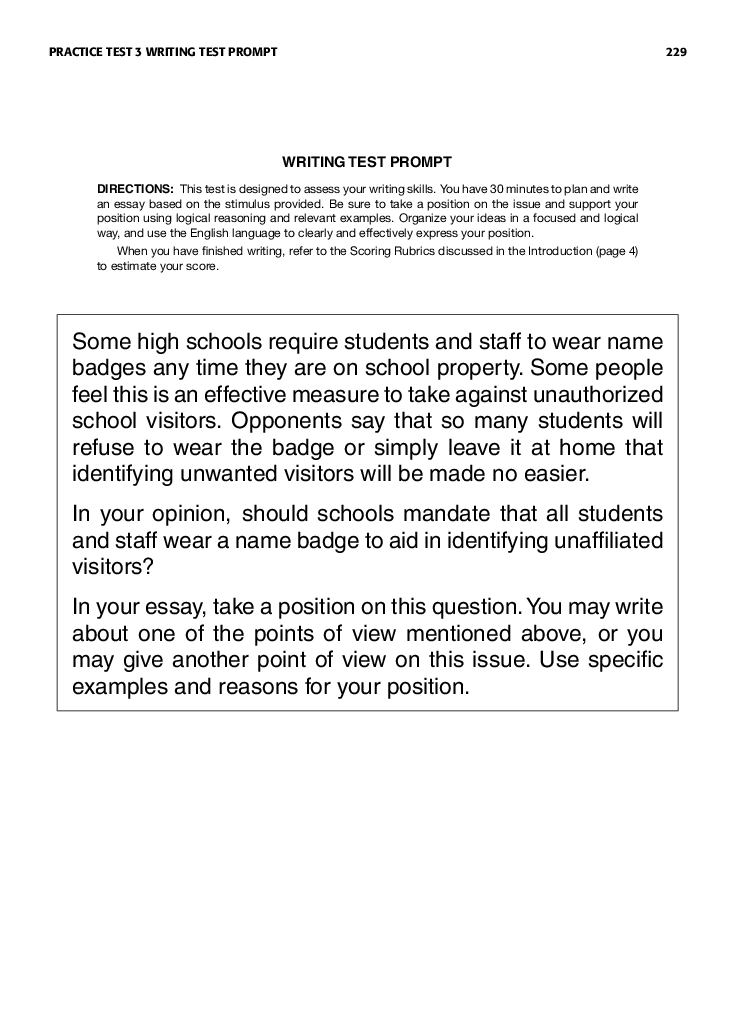 PRACTICE TEST 3 WRITING TEST PROMPT 229
WRITING TEST PROMPT
DIRECTIONS: This test is designed to assess your writing skills. You have 30 minutes to plan and write
an essay based on the stimulus provided. Be sure to take a position on the issue and support your
position using logical reasoning and relevant examples. Organize your ideas in a focused and logical
way, and use the English language to clearly and effectively express your position.
When you have finished writing, refer to the Scoring Rubrics discussed in the Introduction (page 4)
to estimate your score.
Some high schools require students and staff to wear name
badges any time they are on school property. Some people
feel this is an effective measure to take against unauthorized
school visitors. Opponents say that so many students will
refuse to wear the badge or simply leave it at home that
identifying unwanted visitors will be made no easier.
In your opinion, should schools mandate that all students
and staff wear a name badge to aid in identifying unaffiliated
visitors?
In your essay, take a position on this question. You may write
about one of the points of view mentioned above, or you
may give another point of view on this issue. Use specific
examples and reasons for your position.